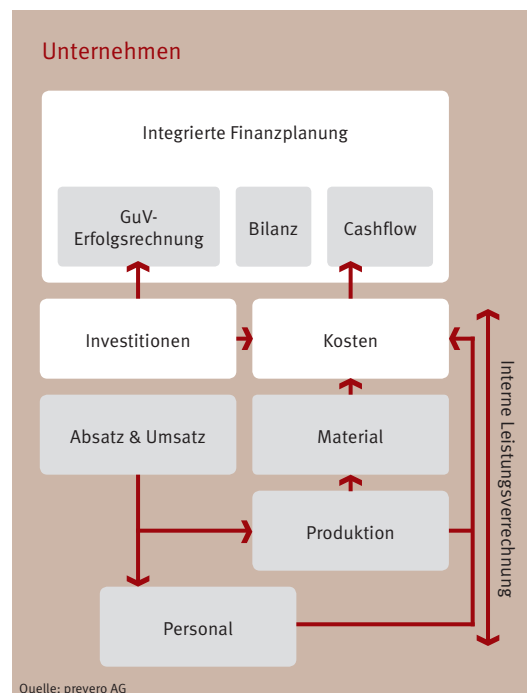 Unternehmen
Integrierte Finanzplanung
GuV-
Erfolgsrechnung
Bilanz
Cashflow
Investitionen
Kosten
Absatz & Umsatz
Material
Produktion
Personal
Interne Leistungsverrechnung
Quelle: prevero AG